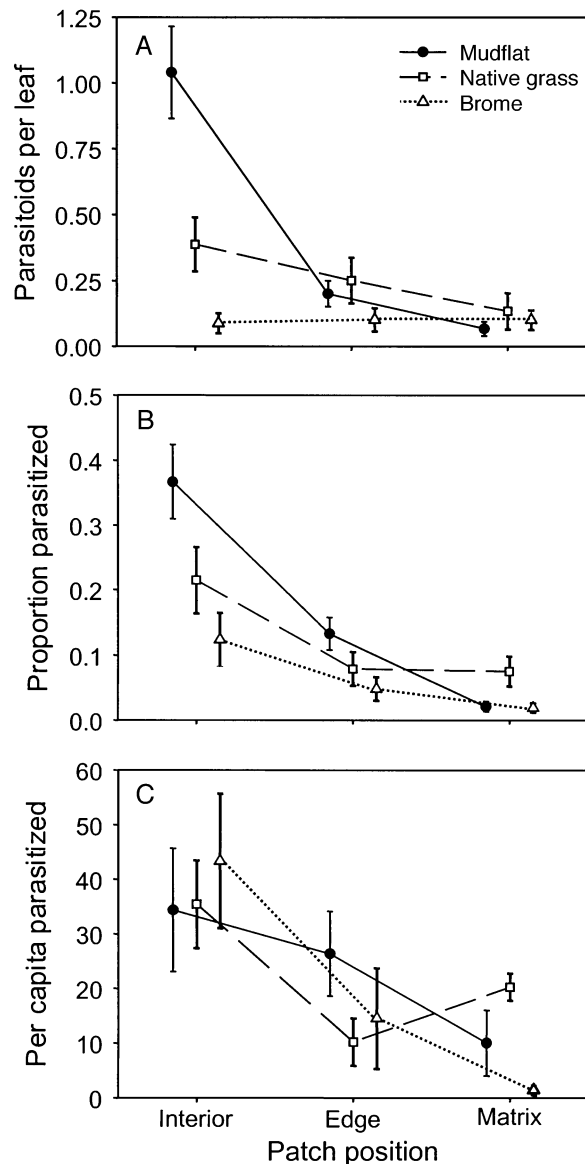 A
Mudflat
Native grass
Brome
1.25
1.00
0.75
0.50
0.25
0.00
Parasitoids per leaf
B
0.5
0.4
0.3
0.2
0.1
0.0
Proportion parasitized
C
60
50
40
30
20
10
0
Per capita parasitized
Interior Edge Matrix
Patch position